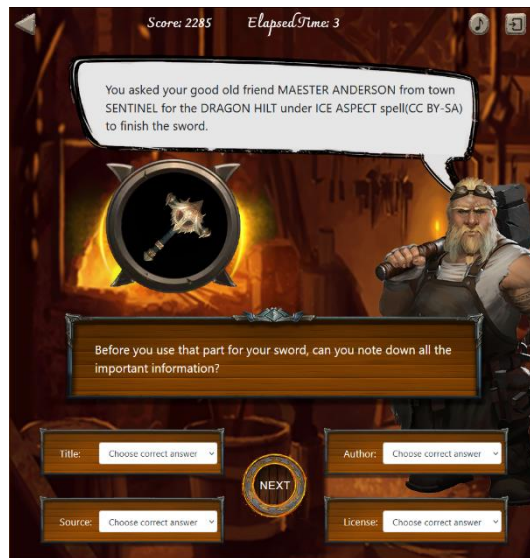 Score: 2285 Elapsed Time: 3
You asked your good old friend MAESTER ANDERSON from town
SENTINEL for the DRAGON HILT under ICE ASPECT spell(CC BY-SA)
to finish the sword.
Before you use that part for your sword, can you note down all the
important information?
Title: Choose correct answer
Author: Choose correct answer
NEXT
Source: Choose correct answer
License: Choose correct answer